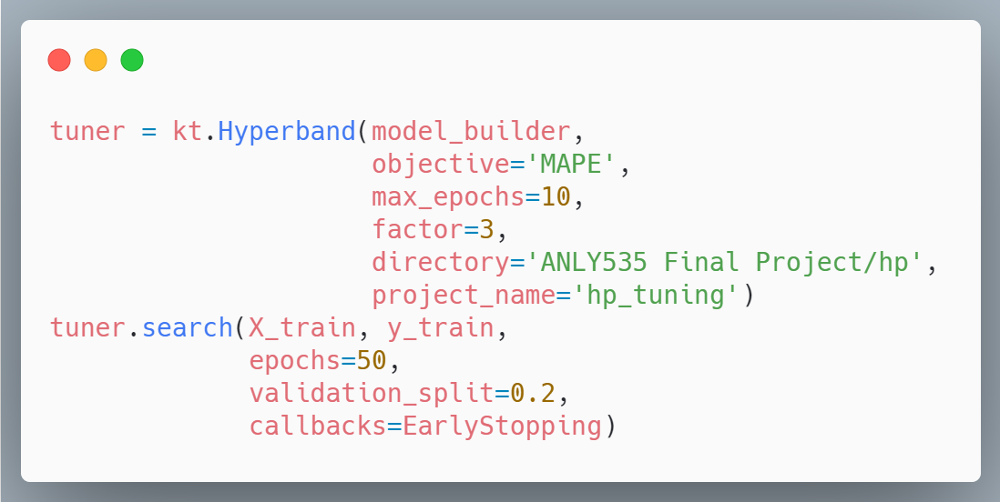 tuner = kt.Hyperband(model_builder,
                     objective='MAPE',
                     max_epochs=10,
                     factor=3,
                     directory='ANLY535 Final Project/hp',
                     project_name='hp_tuning')
tuner.search(X_train, y_train,
             epochs=50,
             validation_split=0.2,
             callbacks=EarlyStopping)